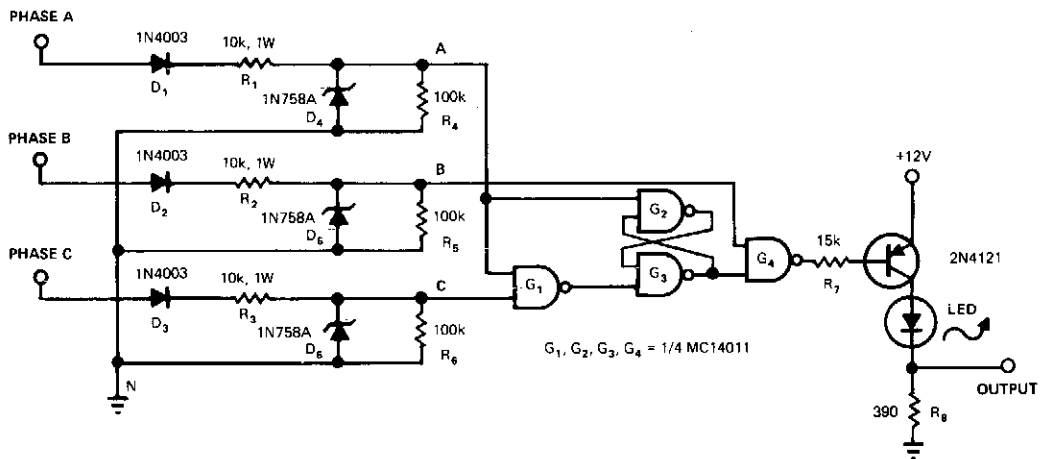 PHASE A
1N4003
D1
10k, 1W
R1
A
1N758A
D4
100k
R4
PHASE B
1N4003
D2
10k, 1W
R2
B
1N758A
D5
100k
R5
PHASE C
1N4003
D3
10k, 1W
R3
C
1N758A
D6
100k
R6
N
G1
G2
G3
G4
G1, G2, G3, G4 = 1/4 MC14011
15k
R7
+12V
2N4121
LED
OUTPUT
390
R8